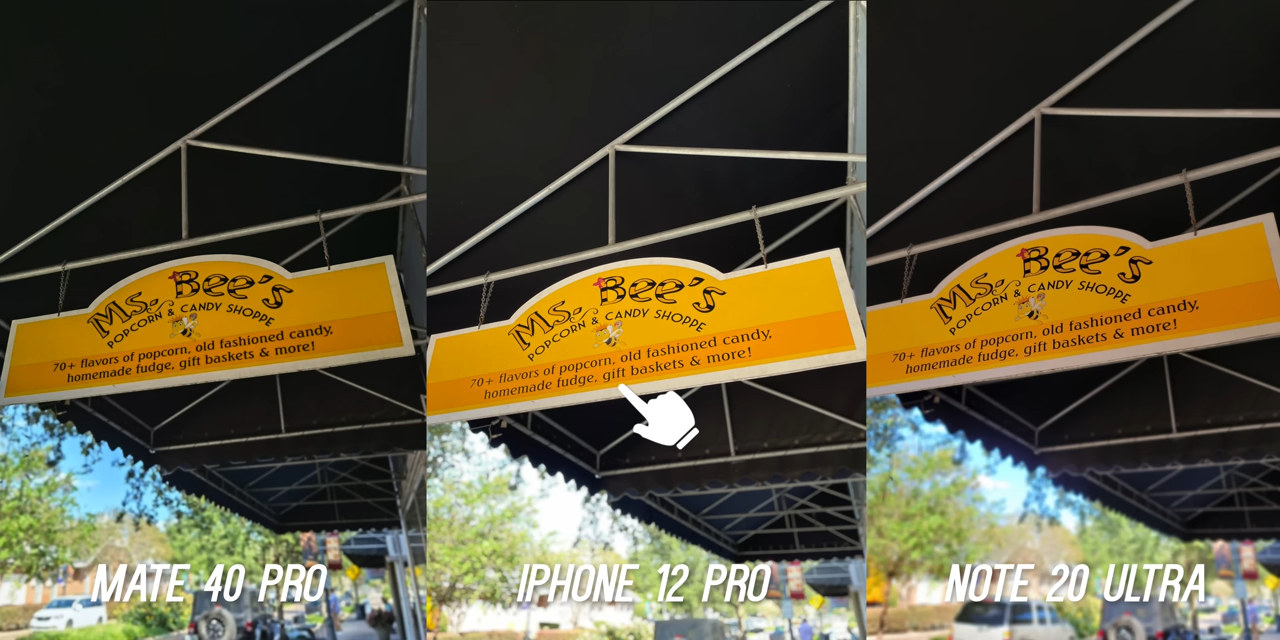 Ms. Bee's
POPCORN & CANDY SHOPPE
70+ flavors of popcorn, old fashioned candy,
homemade fudge, gift baskets & more!
MATE 40 PRO
Ms. Bee's
POPCORN & CANDY SHOPPE
70+ flavors of popcorn, old fashioned candy,
homemade fudge, gift baskets & more!
IPHONE 12 PRO
Ms. Bee's
POPCORN & CANDY SHOPPE
70+ flavors of popcorn, old fashioned candy,
homemade fudge, gift baskets & more!
NOTE 20 ULTRA